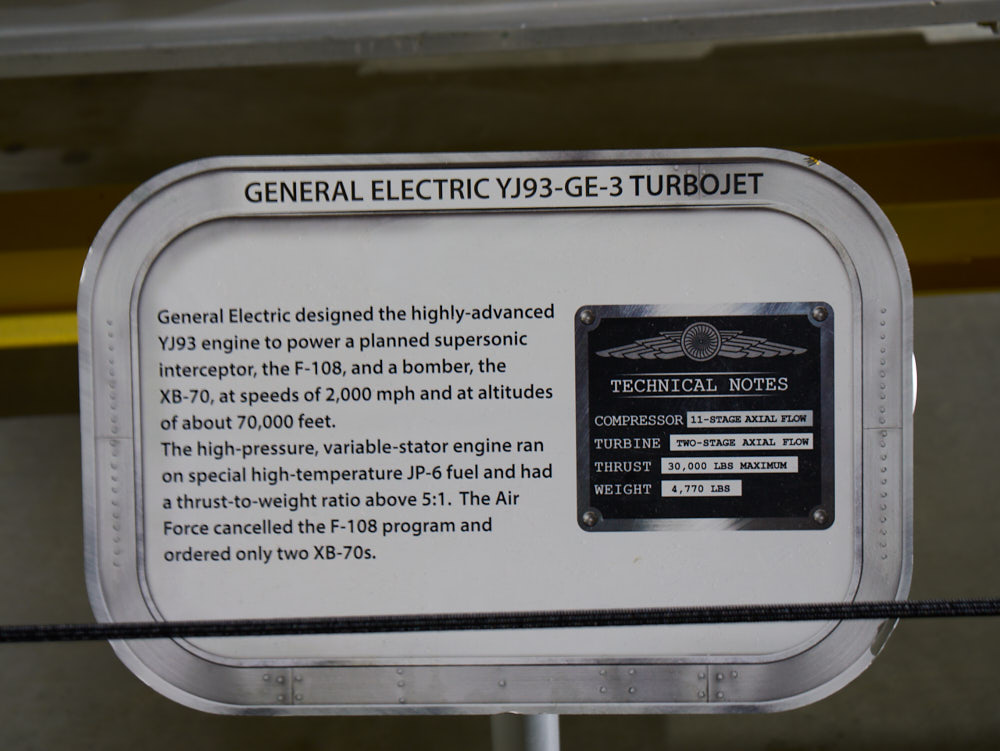 GENERAL ELECTRIC YJ93-GE-3 TURBOJET
General Electric designed the highly-advanced
YJ93 engine to power a planned supersonic
interceptor, the F-108, and a bomber, the
XB-70, at speeds of 2,000 mph and at altitudes
of about 70,000 feet.
The high-pressure, variable-stator engine ran
on special high-temperature JP-6 fuel and had
a thrust-to-weight ratio above 5:1. The Air
Force cancelled the F-108 program and
ordered only two XB-70s.
TECHNICAL NOTES
COMPRESSOR 11-STAGE AXIAL FLOW
TURBINE TWO-STAGE AXIAL FLOW
THRUST 30,000 LBS MAXIMUM
WEIGHT 4,770 LBS